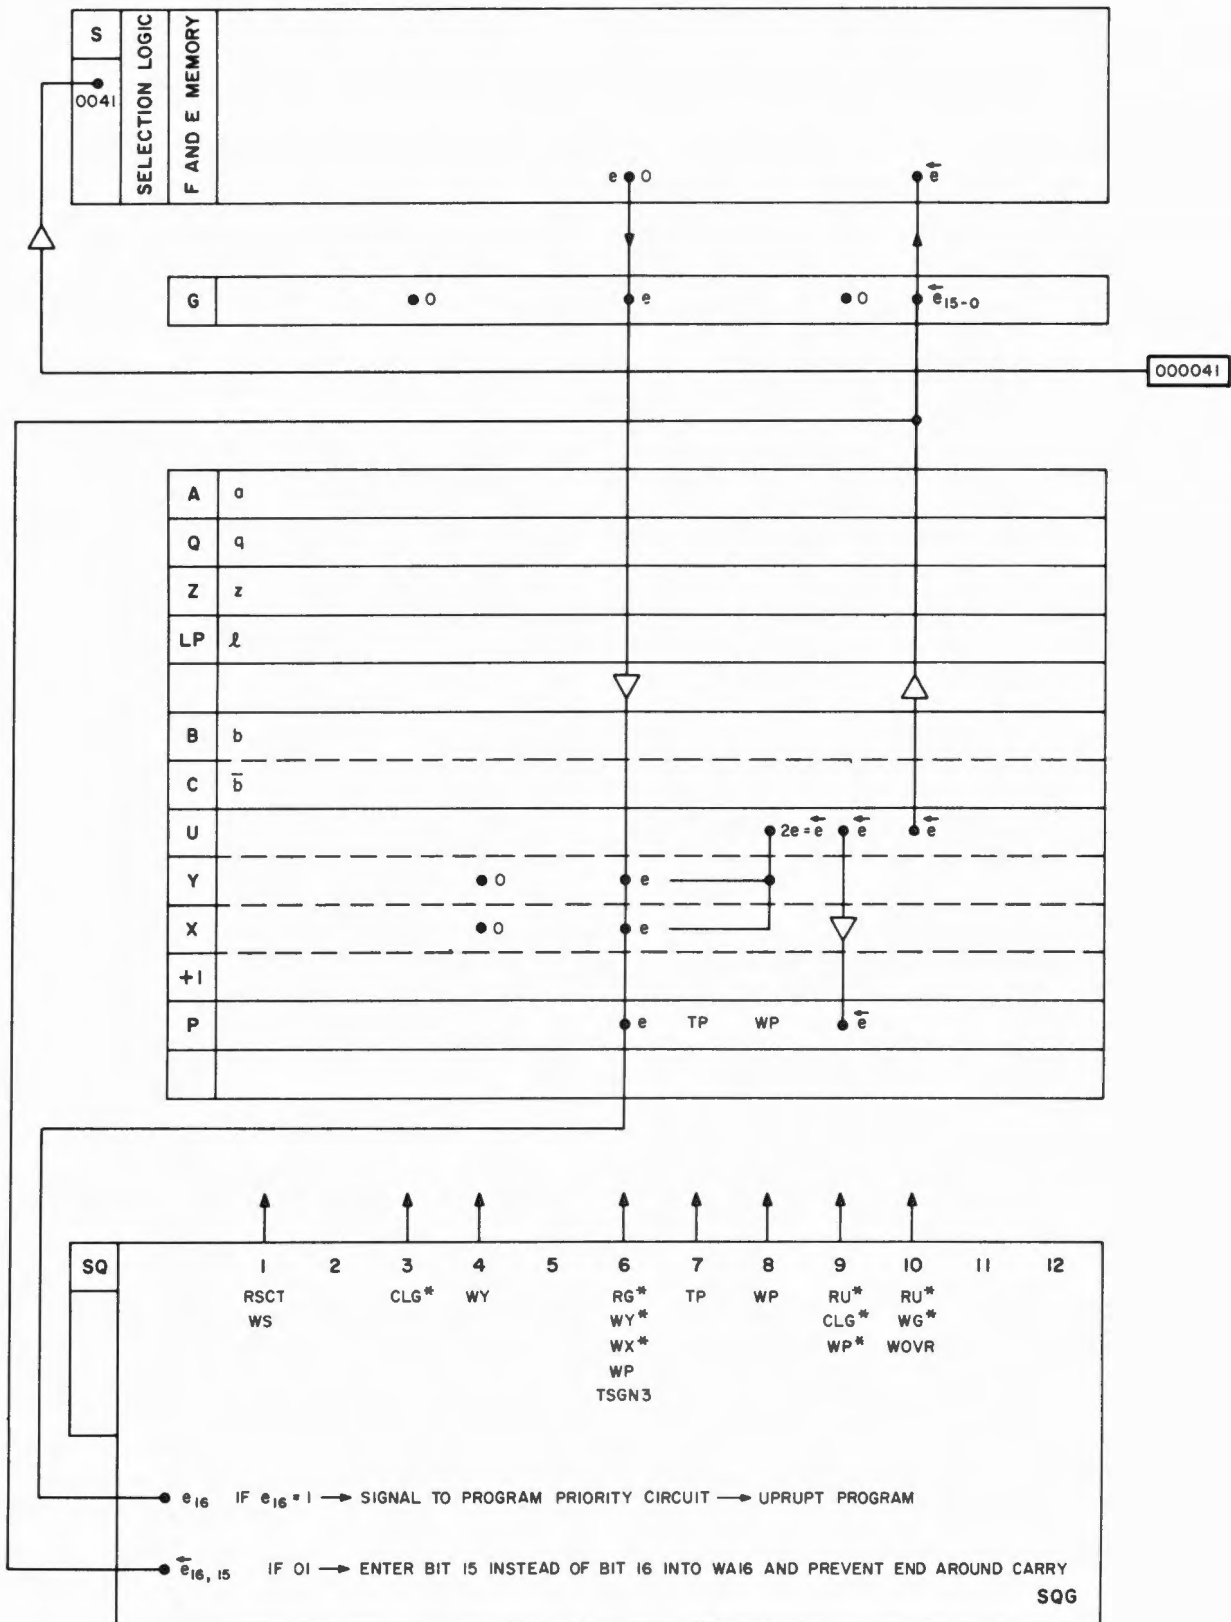 S
0041
SELECTION LOGIC
F AND E MEMORY
e 0
e
G
0
e
0
e 15-0
000041
A a
Q q
Z z
LP ℓ
B b
C b̄
U 2e = e⃖ e⃖ e⃖
Y 0 e
X 0 e
+1
P e TP WP e⃖
SQ 1 2 3 4 5 6 7 8 9 10 11 12
RSCT CLG* WY RG* TP WP RU* RU*
WS WY* CLG* WG*
WX* WP* WOVR
WP
TSGN3
e16 IF e16 = 1 → SIGNAL TO PROGRAM PRIORITY CIRCUIT → UPRUPT PROGRAM
e⃖16, 15 IF 01 → ENTER BIT 15 INSTEAD OF BIT 16 INTO WA16 AND PREVENT END AROUND CARRY
SQG